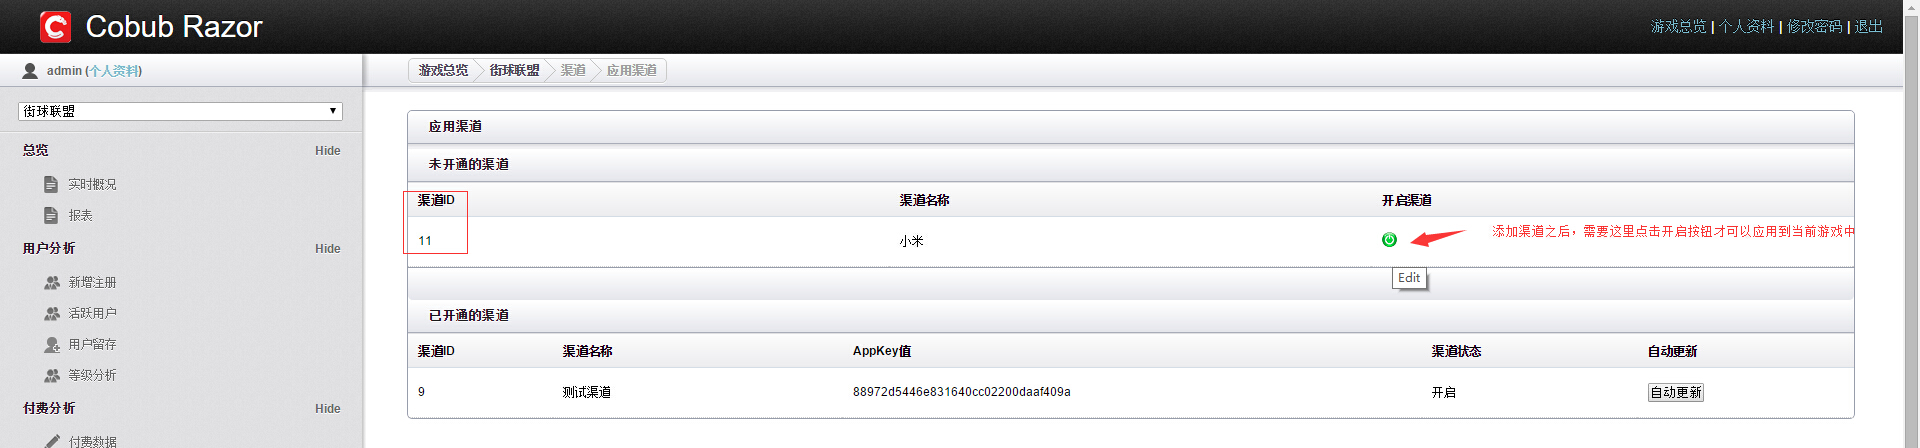 Cobub Razor
游戏总览 | 个人资料 | 修改密码 | 退出
admin (个人资料)
游戏总览 街球联盟 渠道 应用渠道
街球联盟
总览 Hide
实时概况
报表
用户分析 Hide
新增注册
活跃用户
用户留存
等级分析
付费分析 Hide
付费数据
应用渠道
未开通的渠道
渠道ID 渠道名称 开启渠道
11 小米
添加渠道之后，需要这里点击开启按钮才可以应用到当前游戏中
Edit
已开通的渠道
渠道ID 渠道名称 AppKey值 渠道状态 自动更新
9 测试渠道 88972d5446e831640cc02200daaf409a 开启 自动更新